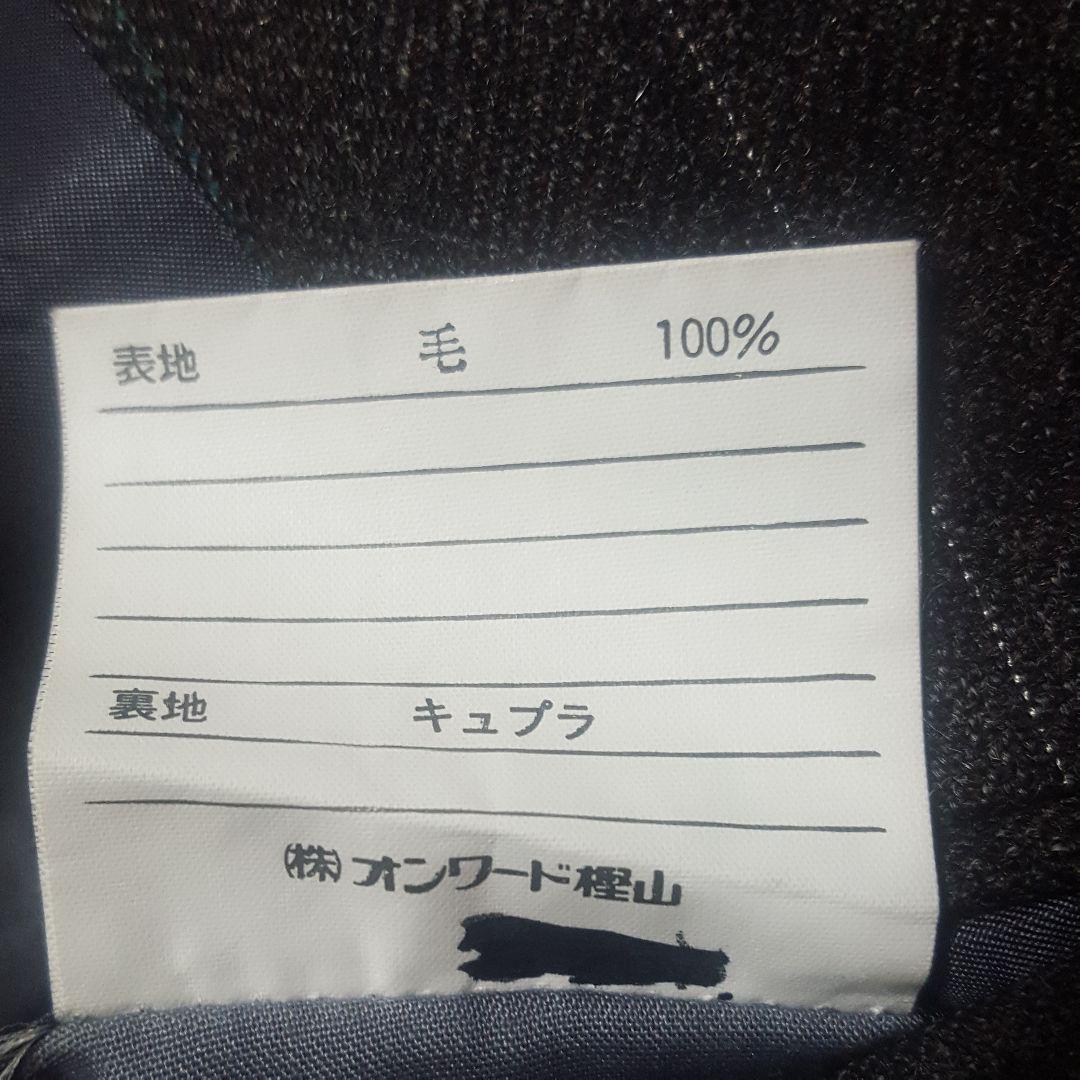 表地 毛 100%
裏地 キュプラ
㈱オンワード樫山